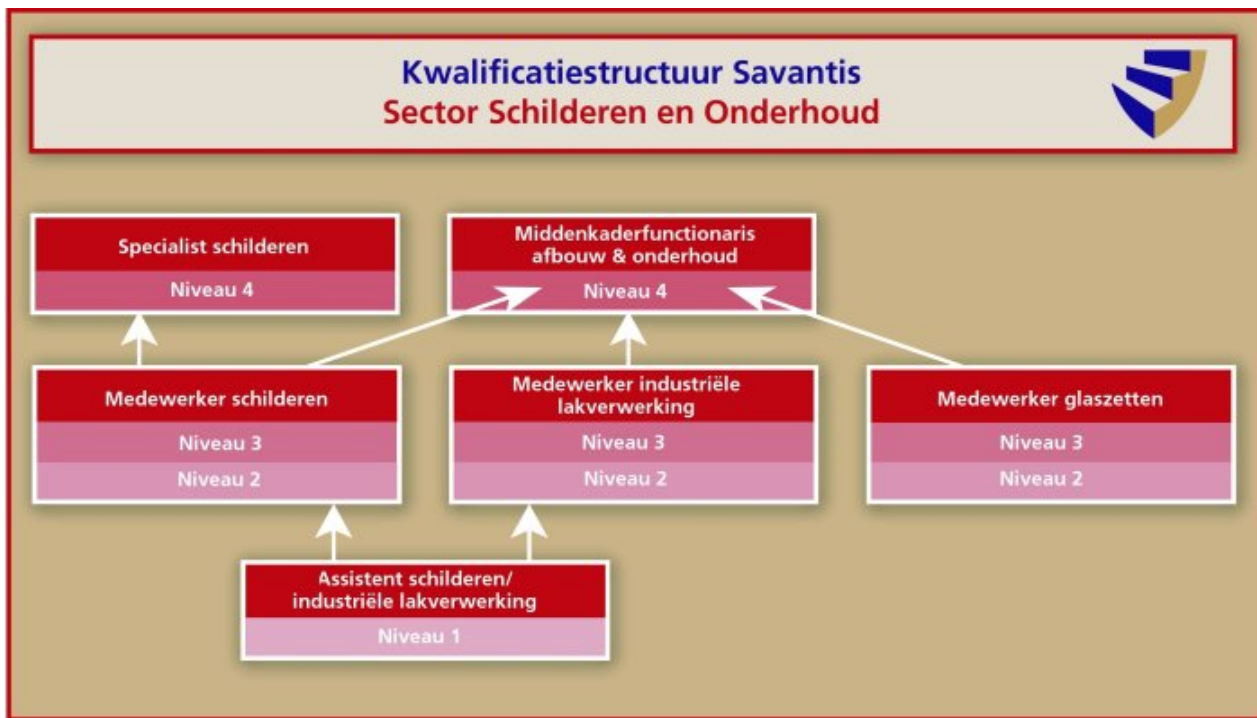 Kwalificatiestructuur Savantis
Sector Schilderen en Onderhoud
Specialist schilderen
Niveau 4
Middenkaderfunctionaris
afbouw & onderhoud
Niveau 4
Medewerker schilderen
Niveau 3
Niveau 2
Medewerker industriële
lakverwerking
Niveau 3
Niveau 2
Medewerker glaszetten
Niveau 3
Niveau 2
Assistent schilderen/
industriële lakverwerking
Niveau 1